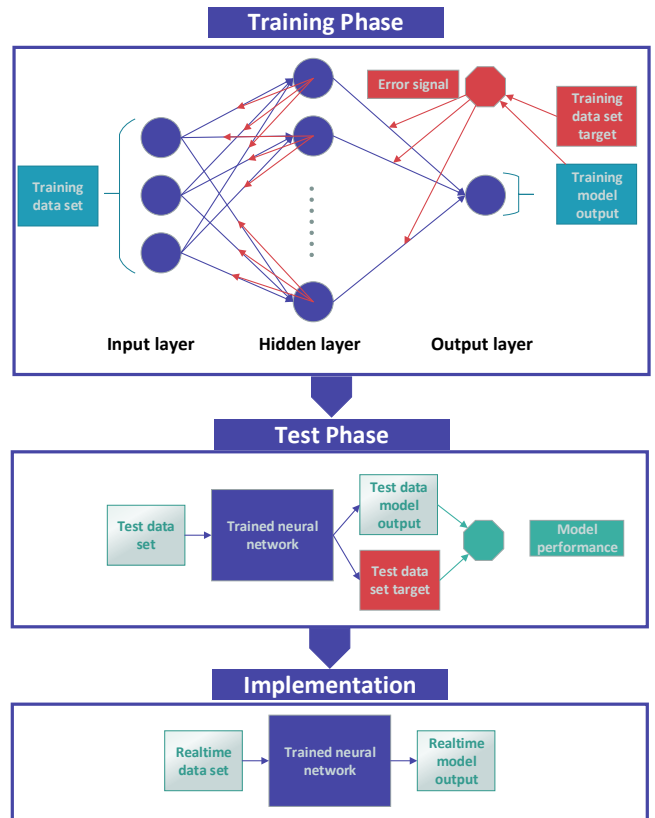 Training Phase
Error signal
Training
data set
target
Training
data set
Training
model
output
Input layer
Hidden layer
Output layer
Test Phase
Test data
set
Trained neural
network
Test data
model
output
Test data
set target
Model
performance
Implementation
Realtime
data set
Trained neural
network
Realtime
model
output